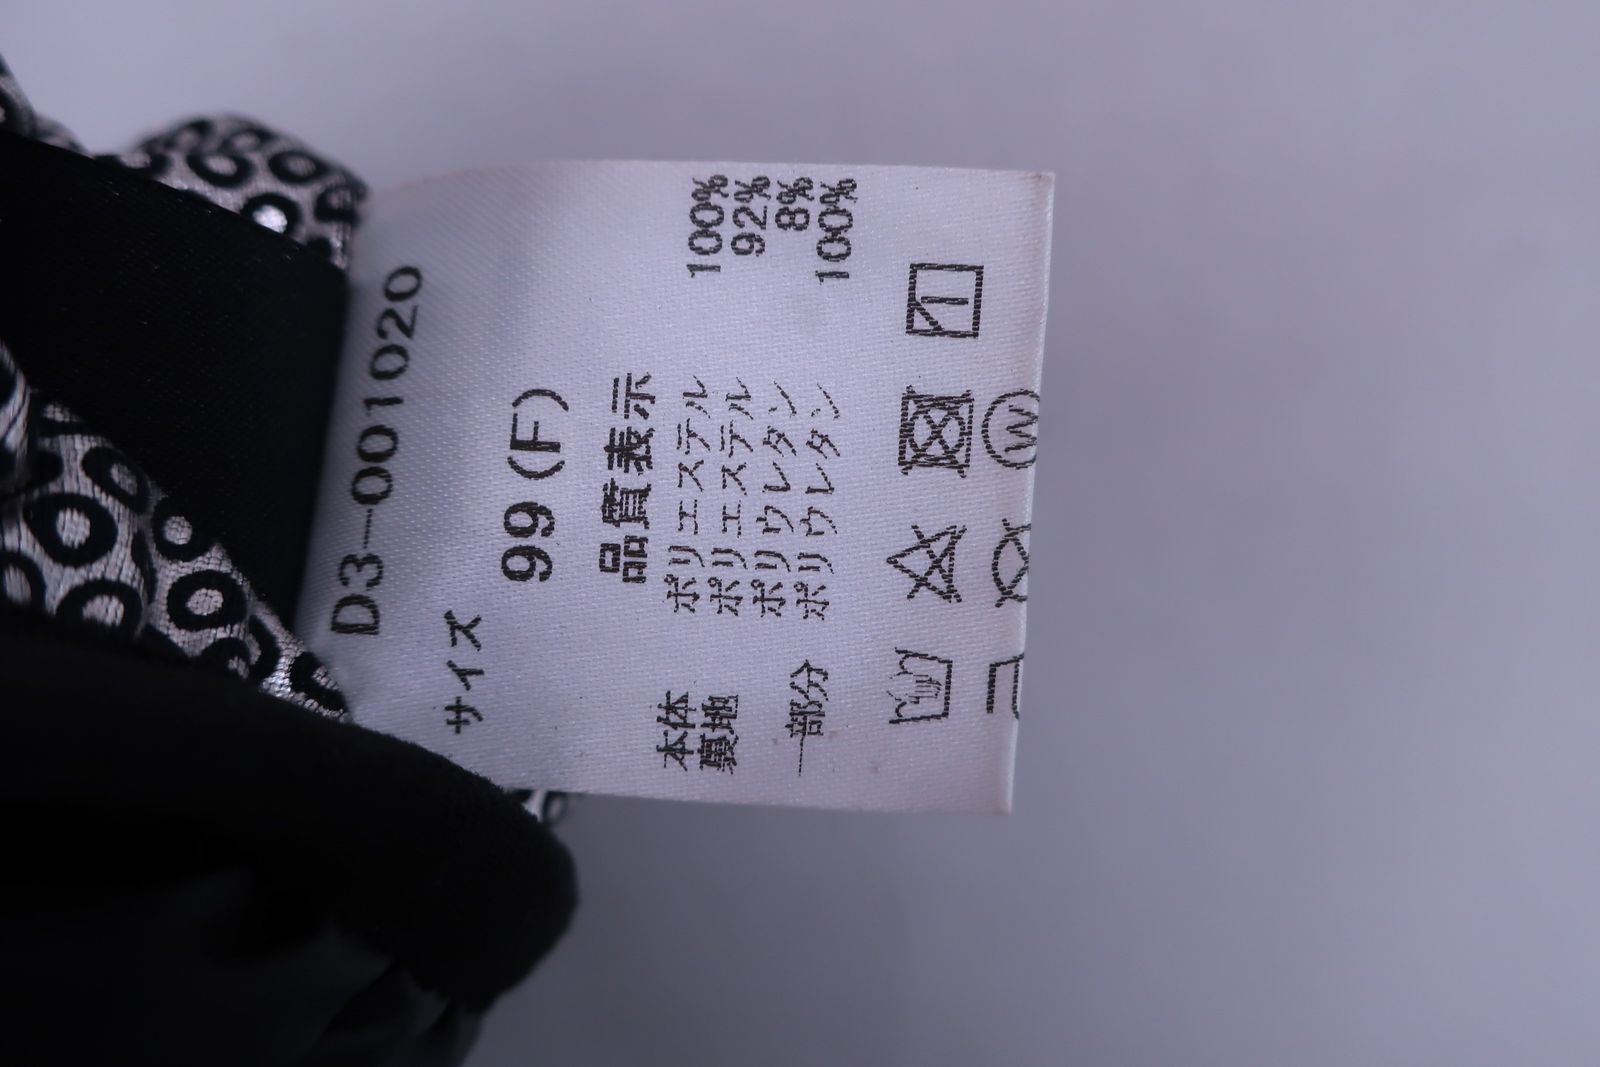 D3-001020
サイズ
99(F)
品質表示
本体 ポリエステル 100%
裏地 ポリエステル 92%
ポリウレタン 8%
一部分 ポリウレタン 100%
W